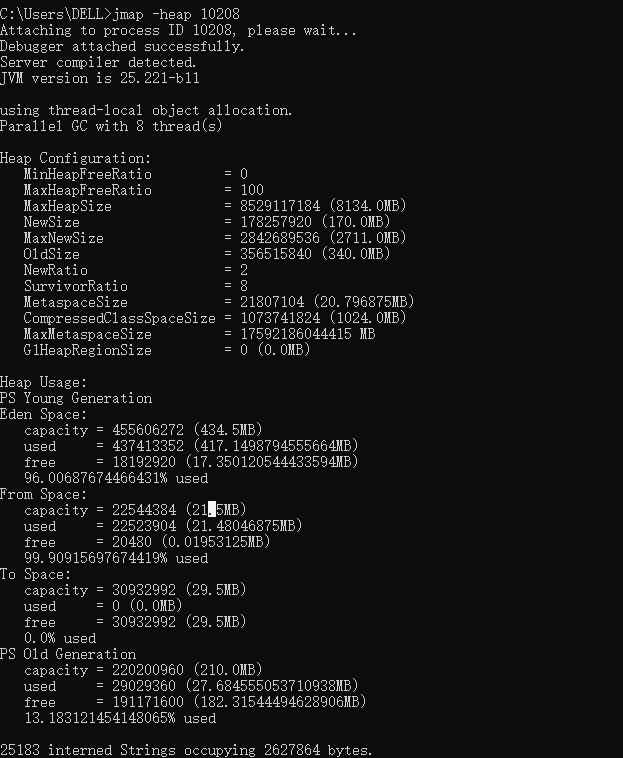 C:\Users\DELL>jmap -heap 10208
Attaching to process ID 10208, please wait...
Debugger attached successfully.
Server compiler detected.
JVM version is 25.221-b11
using thread-local object allocation.
Parallel GC with 8 thread(s)
Heap Configuration:
MinHeapFreeRatio = 0
MaxHeapFreeRatio = 100
MaxHeapSize = 8529117184 (8134.0MB)
NewSize = 178257920 (170.0MB)
MaxNewSize = 2842689536 (2711.0MB)
OldSize = 356515840 (340.0MB)
NewRatio = 2
SurvivorRatio = 8
MetaspaceSize = 21807104 (20.796875MB)
CompressedClassSpaceSize = 1073741824 (1024.0MB)
MaxMetaspaceSize = 17592186044415 MB
G1HeapRegionSize = 0 (0.0MB)
Heap Usage:
PS Young Generation
Eden Space:
capacity = 455606272 (434.5MB)
used = 437413352 (417.1498794555664MB)
free = 18192920 (17.350120544433594MB)
96.00687674466431% used
From Space:
capacity = 22544384 (21.5MB)
used = 22523904 (21.48046875MB)
free = 20480 (0.01953125MB)
99.90915697674419% used
To Space:
capacity = 30932992 (29.5MB)
used = 0 (0.0MB)
free = 30932992 (29.5MB)
0.0% used
PS Old Generation
capacity = 220200960 (210.0MB)
used = 29029360 (27.684555053710938MB)
free = 191171600 (182.31544494628906MB)
13.183121454148065% used
25183 interned Strings occupying 2627864 bytes.